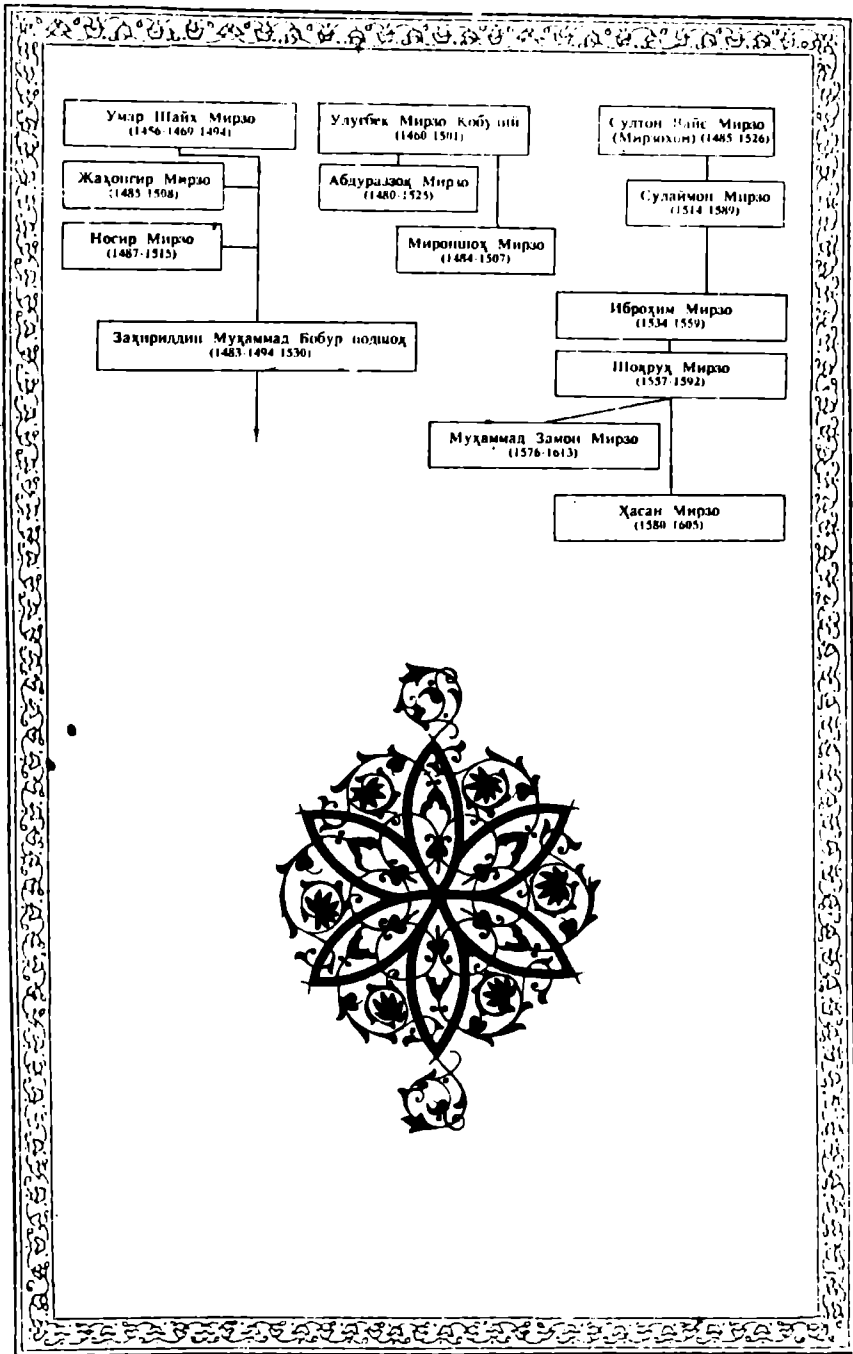 Умар Шайх Мирзо
(1456-1469-1494)
Улуғбек Мирзо Кобулий
(1460-1501)
Султон Вайс Мирзо
(Мирзохон) (1485-1526)
Жаҳонгир Мирзо
(1485-1508)
Абдураззоқ Мирзо
(1480-1525)
Сулаймон Мирзо
(1514-1589)
Носир Мирзо
(1487-1515)
Мироншоҳ Мирзо
(1484-1507)
Иброҳим Мирзо
(1534-1559)
Заҳириддин Муҳаммад Бобур подшоҳ
(1483-1494-1530)
Шоҳруҳ Мирзо
(1557-1592)
Муҳаммад Замон Мирзо
(1576-1613)
Ҳасан Мирзо
(1580-1605)